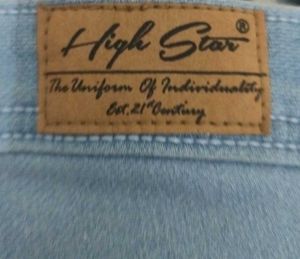 High Star®
The Uniform Of Individuality
Est. 21st Century